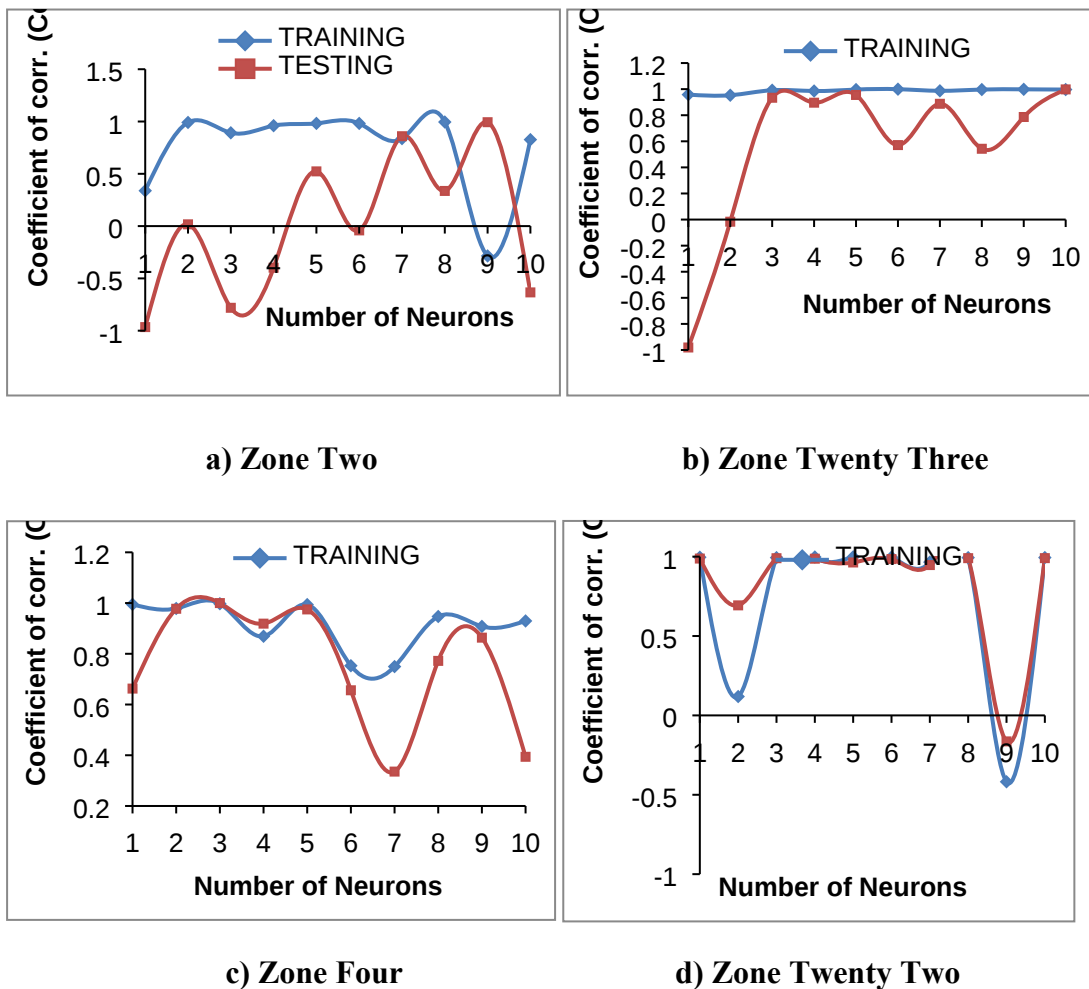 Coefficient of corr. (C
TRAINING
TESTING
1.5
1
0.5
0
-0.5
-1
1 2 3 4 5 6 7 8 9 10
Number of Neurons
a) Zone Two
Coefficient of corr. (C
TRAINING
1.2
1
0.8
0.6
0.4
0.2
0
-0.2
-0.4
-0.6
-0.8
-1
1 2 3 4 5 6 7 8 9 10
Number of Neurons
b) Zone Twenty Three
Coefficient of corr. (C
TRAINING
1.2
1
0.8
0.6
0.4
0.2
1 2 3 4 5 6 7 8 9 10
Number of Neurons
c) Zone Four
Coefficient of corr. (C
TRAINING
1
0.5
0
-0.5
-1
1 2 3 4 5 6 7 8 9 10
Number of Neurons
d) Zone Twenty Two